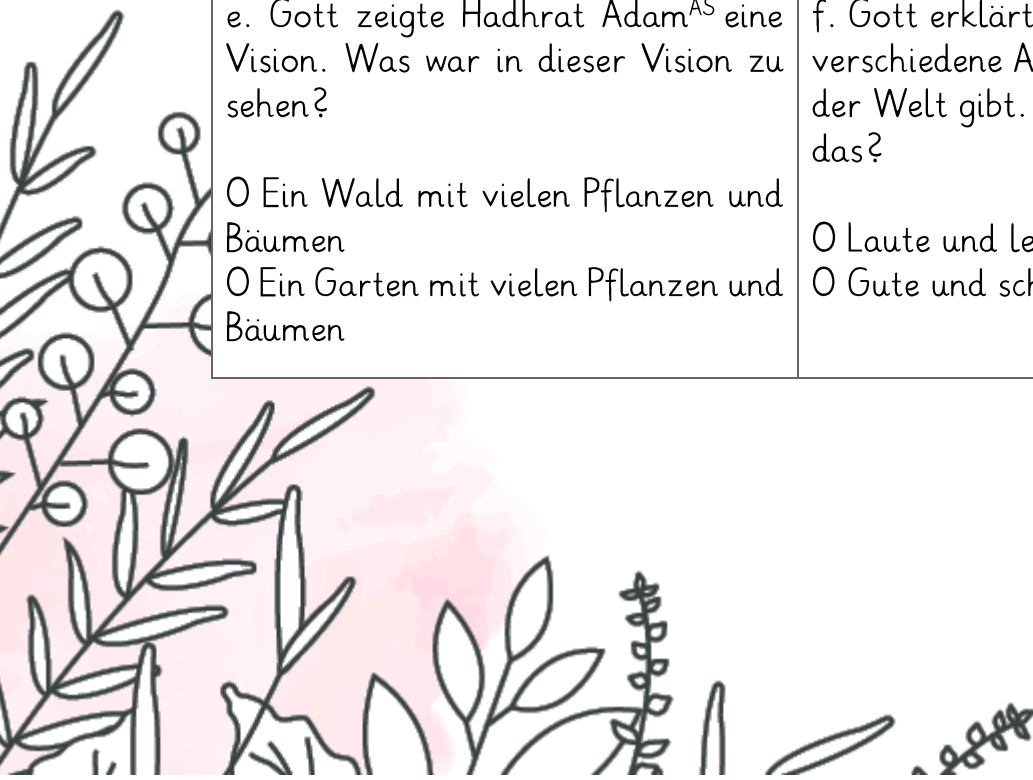 e. Gott zeigte Hadhrat Adam^AS eine
Vision. Was war in dieser Vision zu
sehen?
O Ein Wald mit vielen Pflanzen und
Bäumen
O Ein Garten mit vielen Pflanzen und
Bäumen
f. Gott erklärt
verschiedene
der Welt gibt.
das?
O Laute und
O Gute und